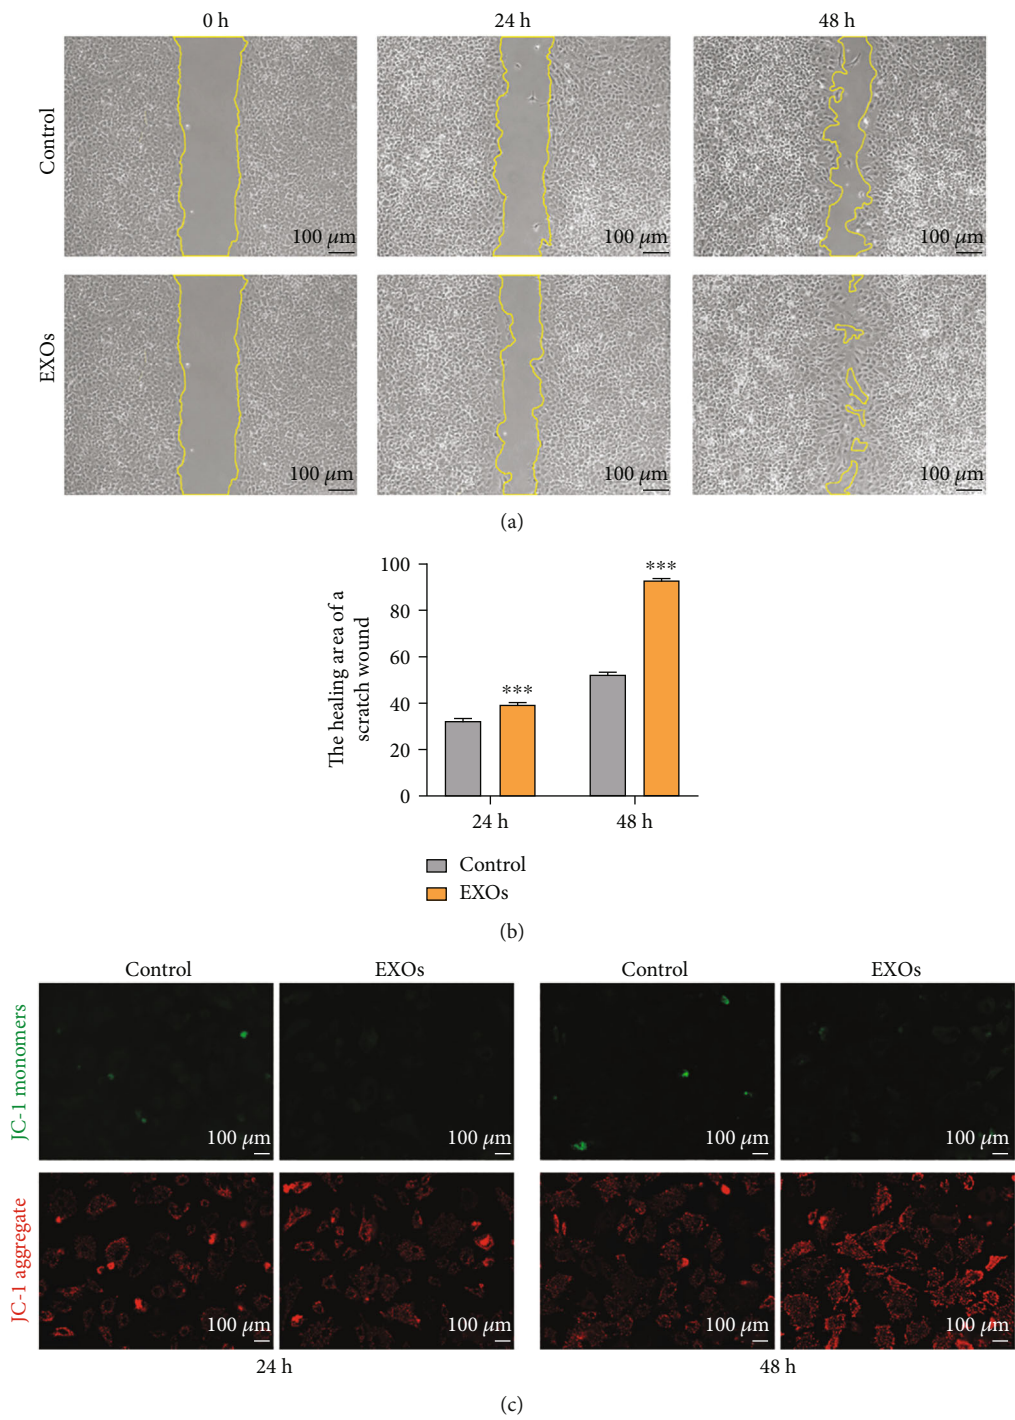 0 h
24 h
48 h
Control
100 µm
100 µm
100 µm
EXOs
100 µm
100 µm
100 µm
(a)
The healing area of a
scratch wound
100
80
60
40
20
0
***
***
24 h
48 h
Control
EXOs
(b)
Control
EXOs
Control
EXOs
JC-1 monomers
100 µm
100 µm
100 µm
100 µm
JC-1 aggregate
100 µm
100 µm
100 µm
100 µm
24 h
48 h
(c)